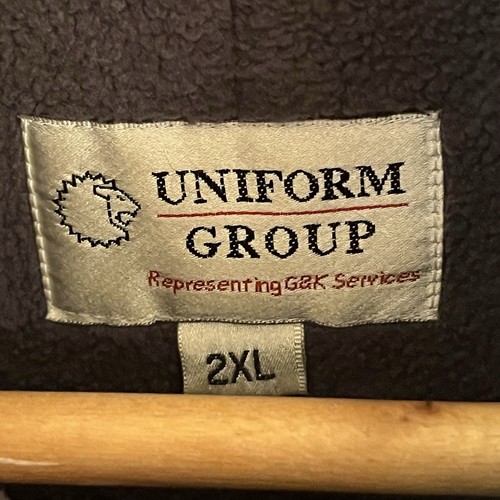 UNIFORM
GROUP
Representing G&K Services
2XL